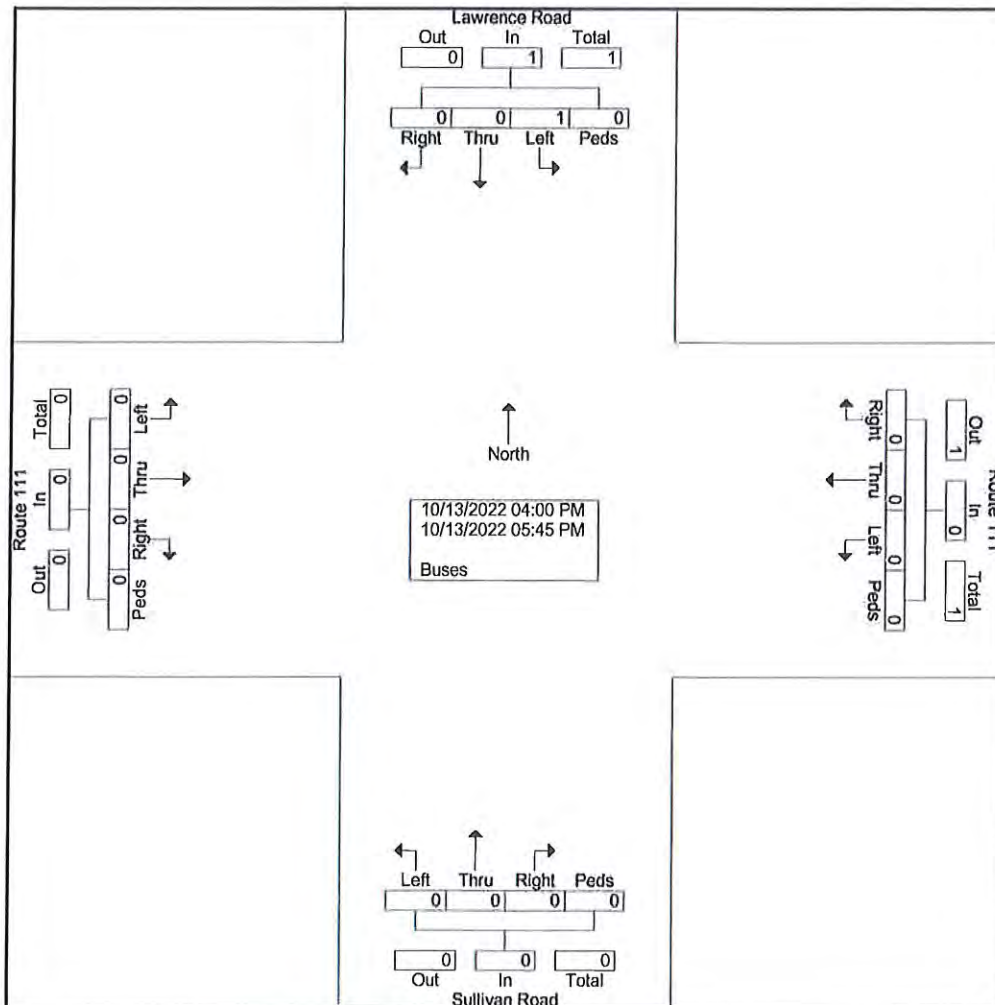 Lawrence Road
Out In Total
0 1 1
0 0 1 0
Right Thru Left Peds
Route 111
Total In Out
0 0 0
0 0 0 0
Left Thru Right Peds
North
10/13/2022 04:00 PM
10/13/2022 05:45 PM
Buses
Right Thru Left Peds
0 0 0 0
Out In Total
1 0 1
Route 111
Left Thru Right Peds
0 0 0 0
0 0 0
Out In Total
Sullivan Road